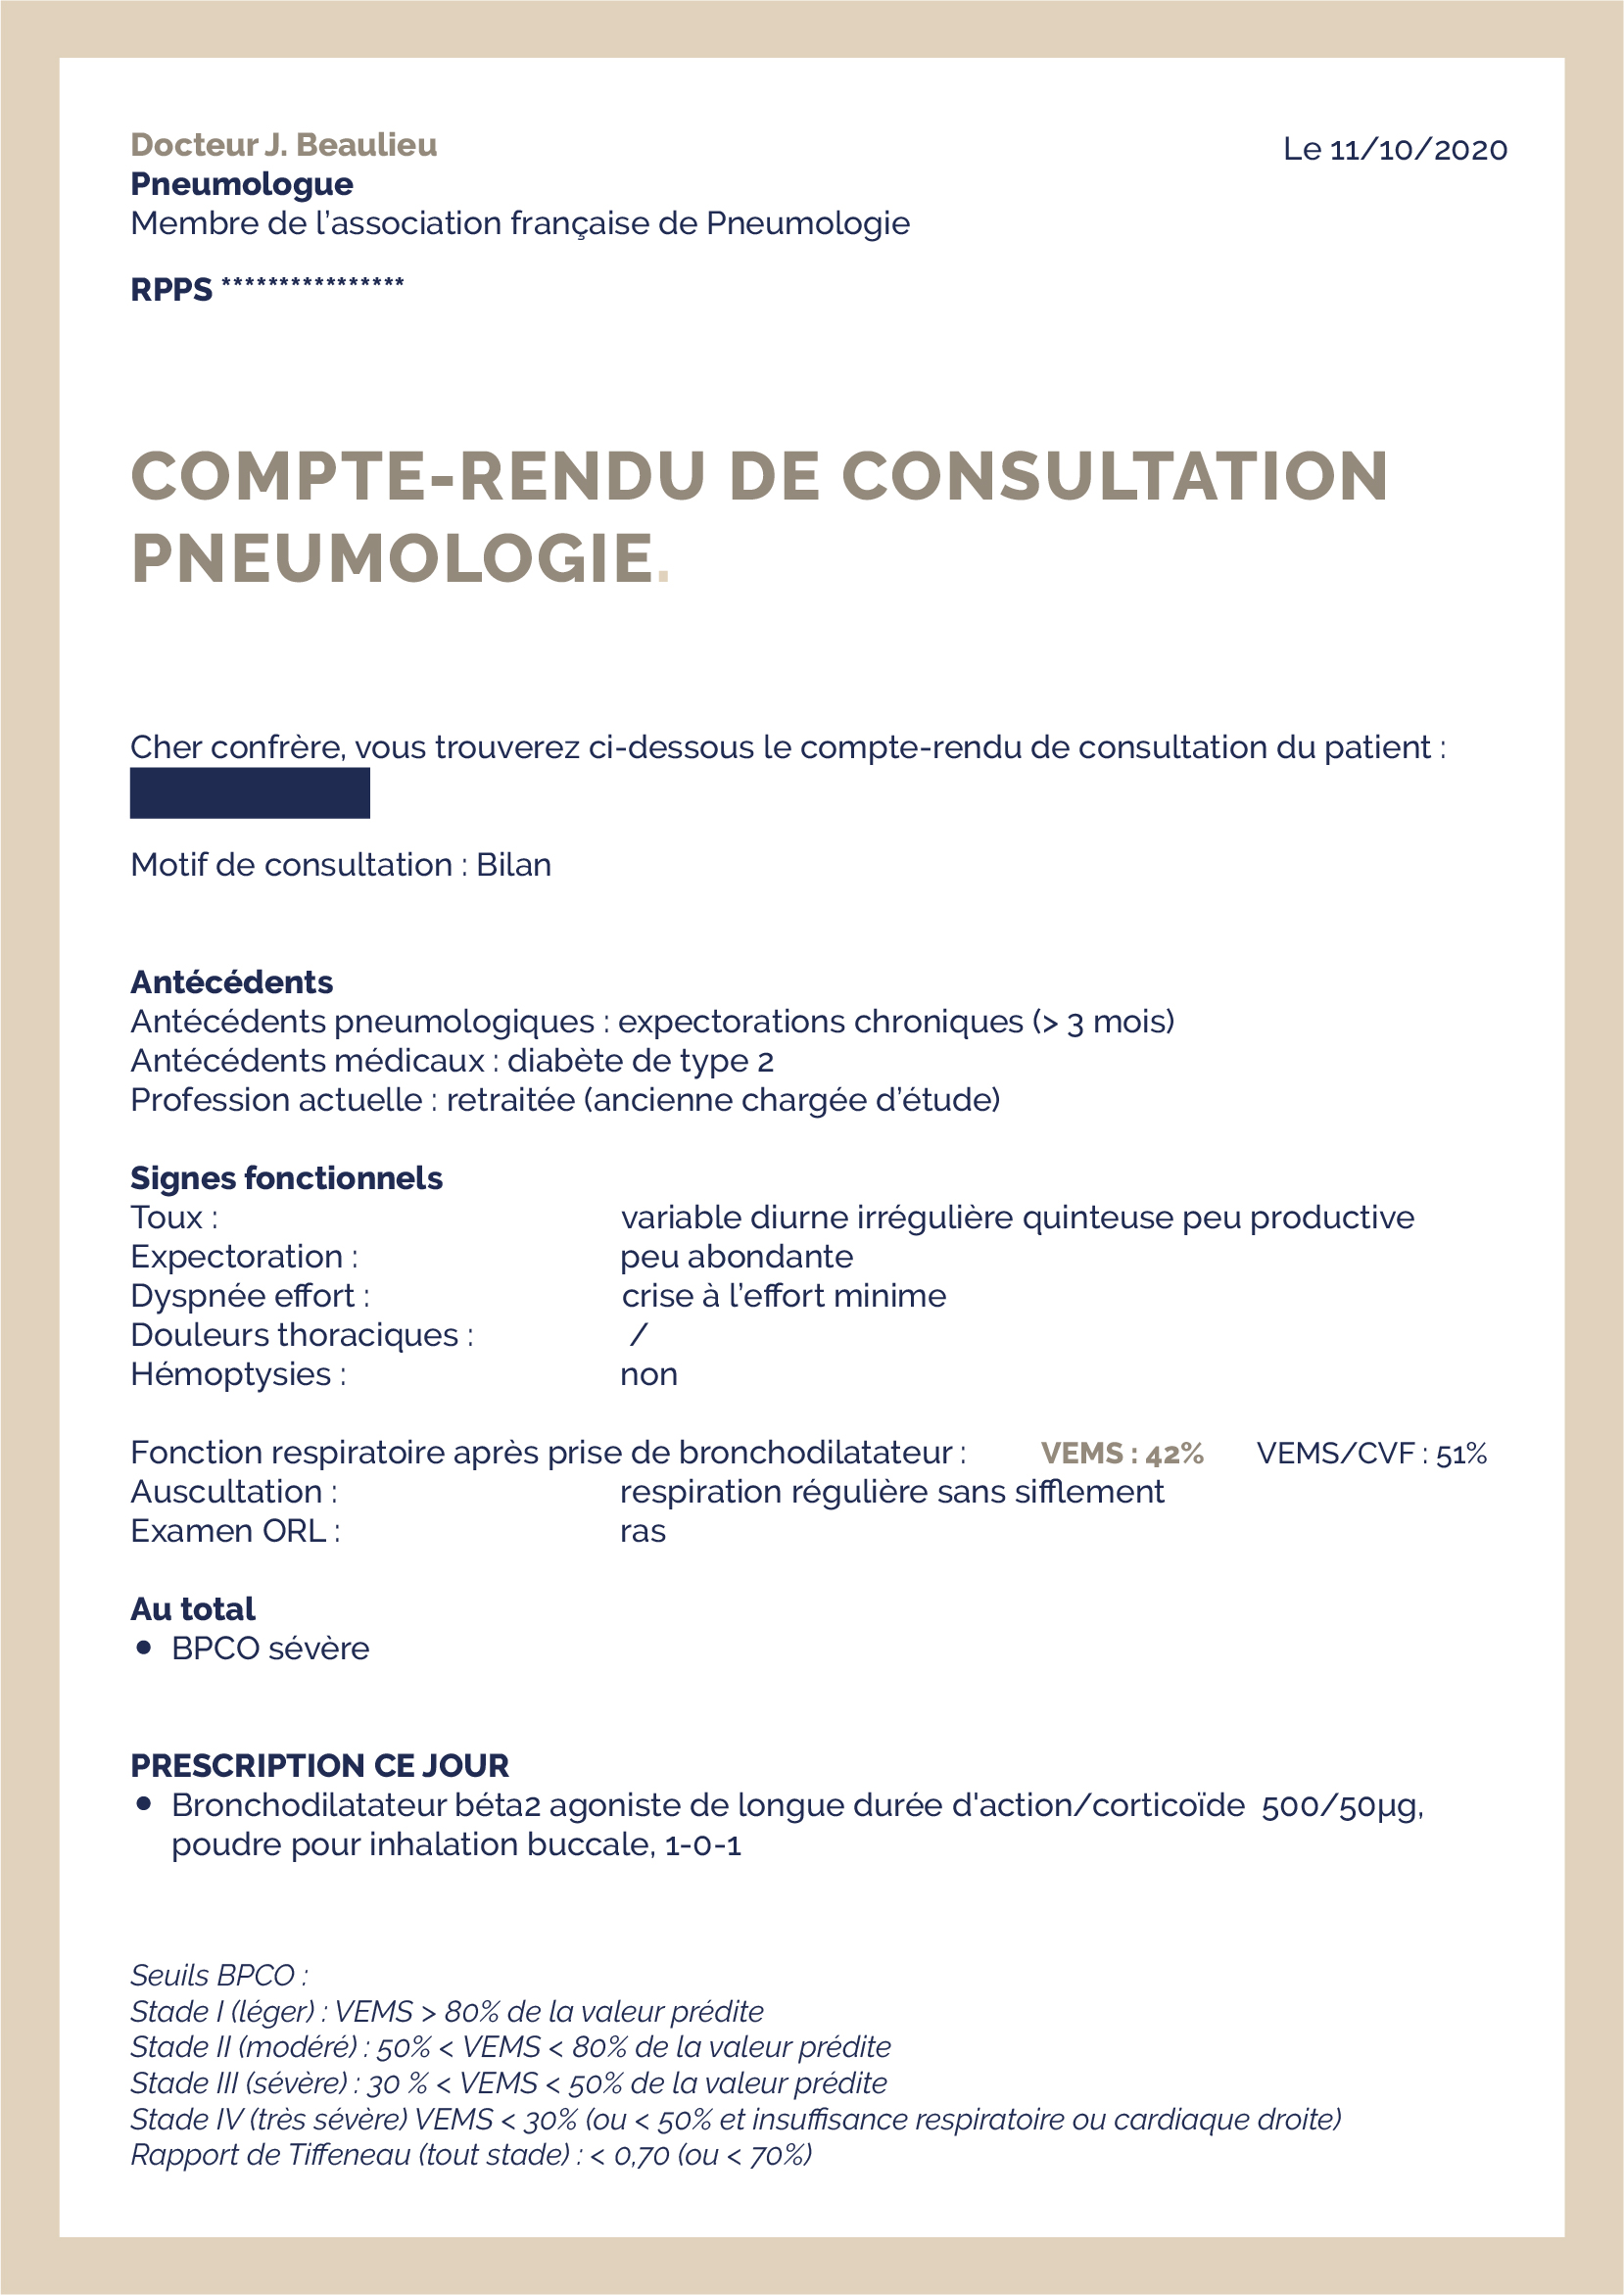 Docteur J. Beaulieu
Le 11/10/2020
Pneumologue
Membre de l’association française de Pneumologie
RPPS ****************
COMPTE-RENDU DE CONSULTATION
PNEUMOLOGIE.
Cher confrère, vous trouverez ci-dessous le compte-rendu de consultation du patient :
Motif de consultation : Bilan
Antécédents
Antécédents pneumologiques : expectorations chroniques (> 3 mois)
Antécédents médicaux : diabète de type 2
Profession actuelle : retraitée (ancienne chargée d’étude)
Signes fonctionnels
Toux : variable diurne irrégulière quinteuse peu productive
Expectoration : peu abondante
Dyspnée effort : crise à l’effort minime
Douleurs thoraciques : /
Hémoptysies : non
Fonction respiratoire après prise de bronchodilatateur : VEMS : 42% VEMS/CVF : 51%
Auscultation : respiration régulière sans sifflement
Examen ORL : ras
Au total
• BPCO sévère
PRESCRIPTION CE JOUR
• Bronchodilatateur béta2 agoniste de longue durée d'action/corticoïde 500/50µg,
poudre pour inhalation buccale, 1-0-1
Seuils BPCO :
Stade I (léger) : VEMS > 80% de la valeur prédite
Stade II (modéré) : 50% < VEMS < 80% de la valeur prédite
Stade III (sévère) : 30 % < VEMS < 50% de la valeur prédite
Stade IV (très sévère) VEMS < 30% (ou < 50% et insuffisance respiratoire ou cardiaque droite)
Rapport de Tiffeneau (tout stade) : < 0,70 (ou < 70%)